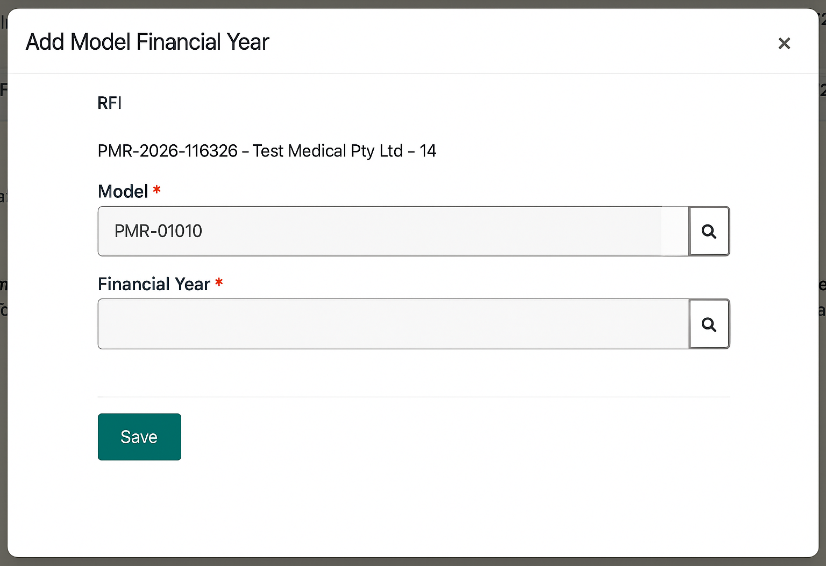 Add Model Financial Year ×
RFI
PMR-2026-116326 – Test Medical Pty Ltd – 14
Model *
PMR-01010
Financial Year *
Save